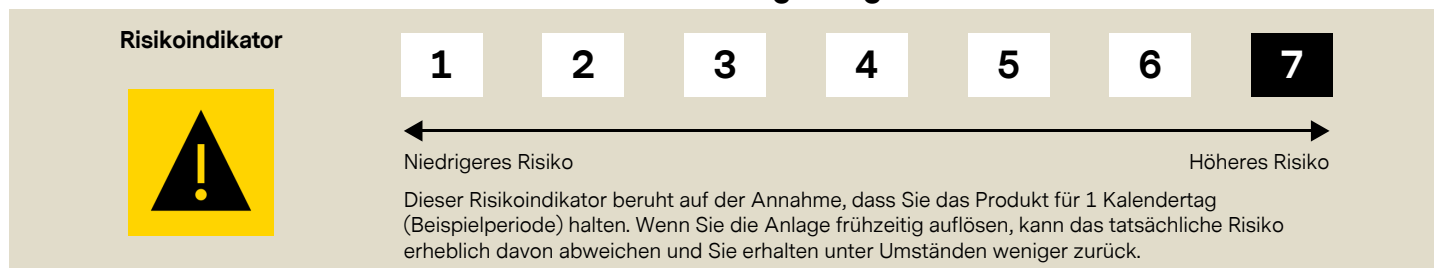 Risikoindikator
1 2 3 4 5 6 7
Niedrigeres Risiko Höheres Risiko
Dieser Risikoindikator beruht auf der Annahme, dass Sie das Produkt für 1 Kalendertag
(Beispielperiode) halten. Wenn Sie die Anlage frühzeitig auflösen, kann das tatsächliche Risiko
erheblich davon abweichen und Sie erhalten unter Umständen weniger zurück.